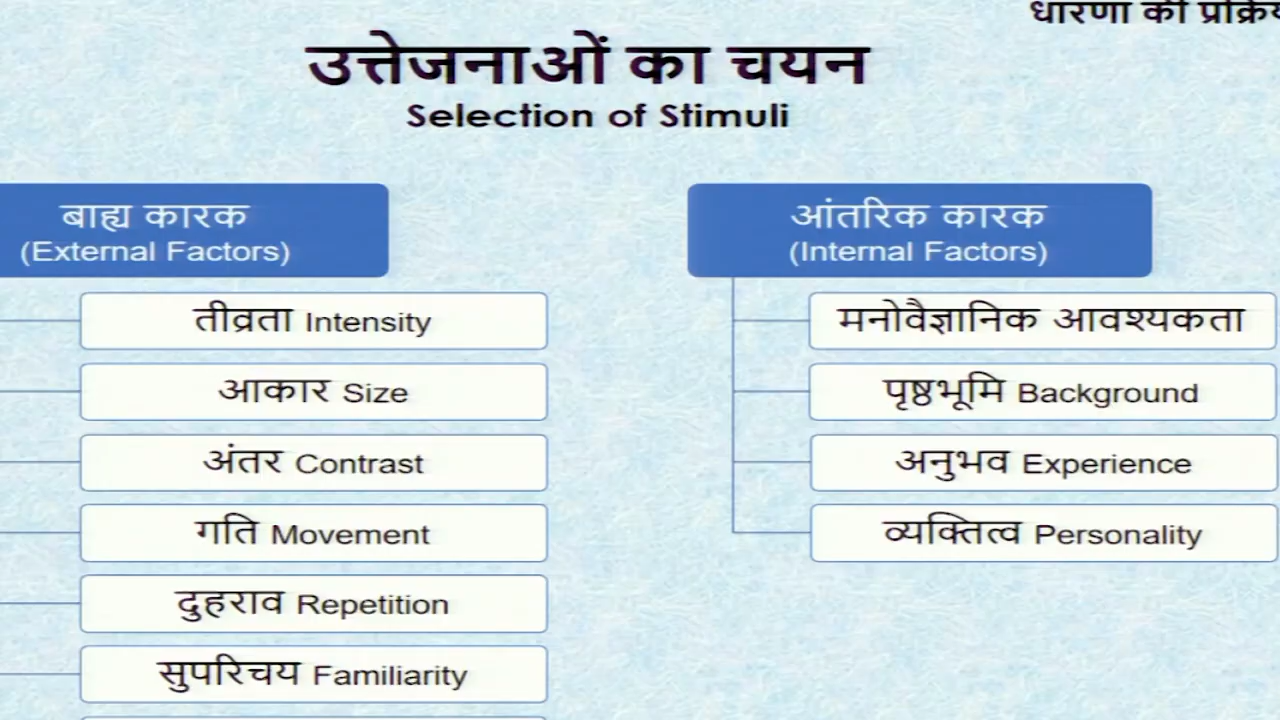 धारणा की
उत्तेजनाओं का चयन
Selection of Stimuli
बाह्य कारक
(External Factors)
तीव्रता Intensity
आकार Size
अंतर Contrast
गति Movement
दुहराव Repetition
सुपरिचय Familiarity
आंतरिक कारक
(Internal Factors)
मनोवैज्ञानिक आवश्यकता
पृष्ठभूमि Background
अनुभव Experience
व्यक्तित्व Personality